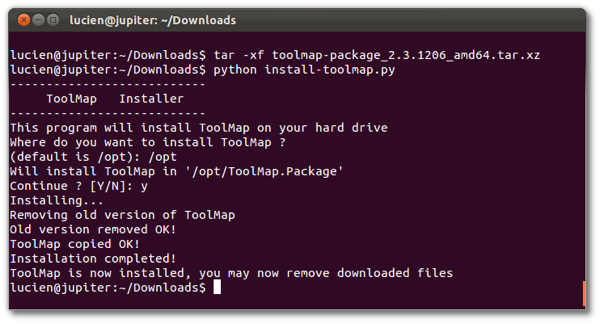 lucien@jupiter: ~/Downloads
lucien@jupiter:~/Downloads$ tar -xf toolmap-package_2.3.1206_amd64.tar.xz
lucien@jupiter:~/Downloads$ python install-toolmap.py
---------------------------
     ToolMap   Installer
---------------------------
This program will install ToolMap on your hard drive
Where do you want to install ToolMap ?
(default is /opt): /opt
Will install ToolMap in '/opt/ToolMap.Package'
Continue ? [Y/N]: y
Installing...
Removing old version of ToolMap
Old version removed OK!
ToolMap copied OK!
Installation completed!
ToolMap is now installed, you may now remove downloaded files
lucien@jupiter:~/Downloads$